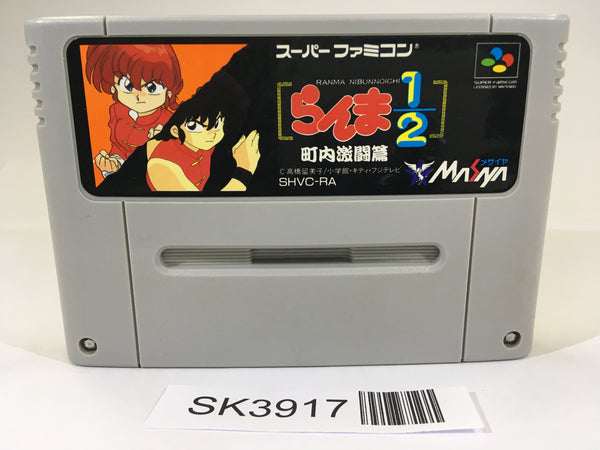 スーパーファミコン®
SUPER FAMICOM
LICENSED BY NINTENDO
RANMA NIBUNNOICHI
らんま1/2
町内激闘篇
メサイヤ
MASAYA
C 高橋留美子/小学館・キティ・フジテレビ
SHVC-RA
SK3917